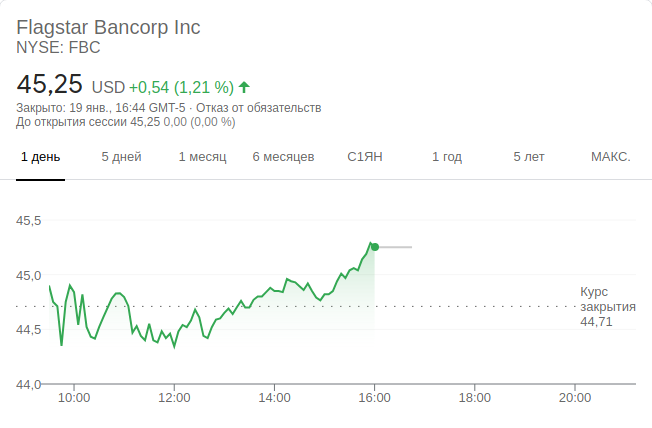 Flagstar Bancorp Inc
NYSE: FBC
45,25 USD +0,54 (1,21 %)
Закрыто: 19 янв., 16:44 GMT-5 · Отказ от обязательств
До открытия сессии 45,25 0,00 (0,00 %)
1 день 5 дней 1 месяц 6 месяцев С1ЯН 1 год 5 лет МАКС.
45,5
45,0
44,5
44,0
Курс
закрытия
44,71
10:00 12:00 14:00 16:00 18:00 20:00